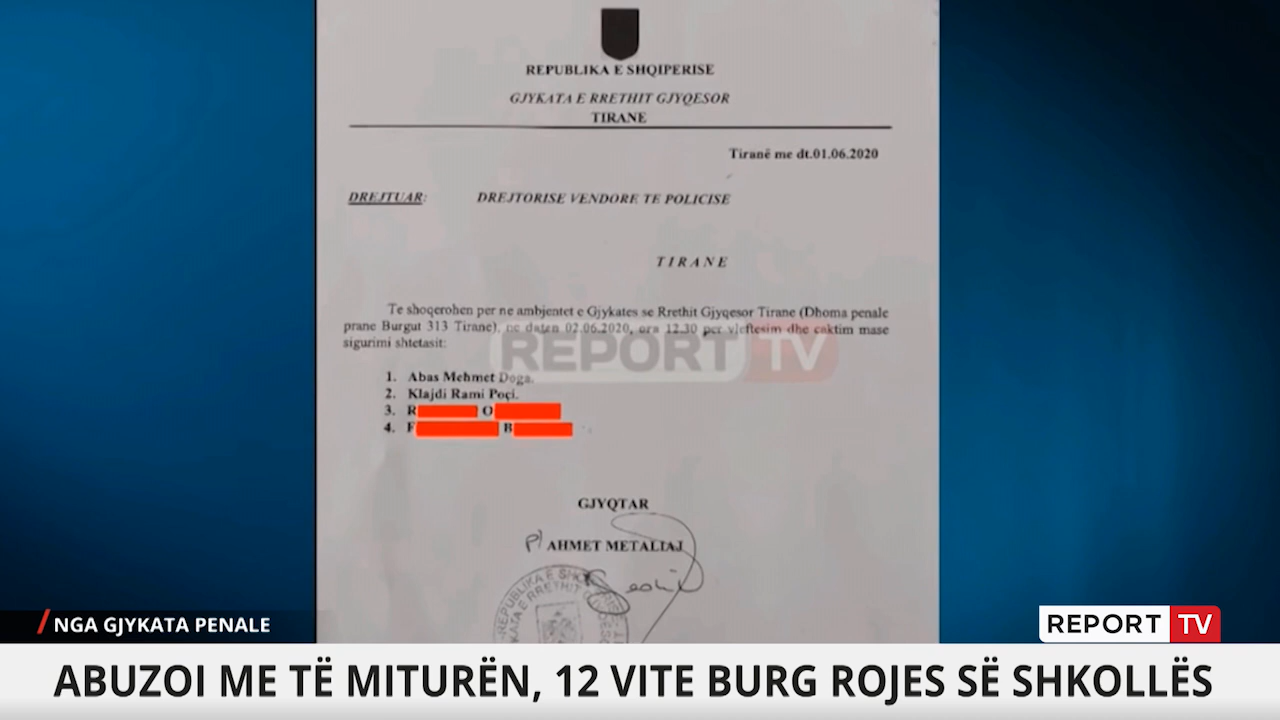 REPUBLIKA E SHQIPERISE
GJYKATA E RRETHIT GJYQESOR
TIRANE
Tiranë me dt.01.06.2020
DREJTUAR: DREJTORISE VENDORE TE POLICISE
TIRANE
Te shoqerohen per ne ambjentet e Gjykates se Rrethit Gjyqesor Tirane (Dhoma penale
prane Burgut 313 Tirane), ne daten 02.06.2020, ora 12.30 per vleftesim dhe caktim mase
sigurimi shtetasit:
REPORT TV
1. Abas Mehmet Doga.
2. Klajdi Rami Poçi.
3. R O
4. F B
GJYQTAR
AHMET METALIAJ
REPUBLIKA E
RRETHIT
NGA GJYKATA PENALE
REPORT TV
ABUZOI ME TË MITURËN, 12 VITE BURG ROJES SË SHKOLLËS